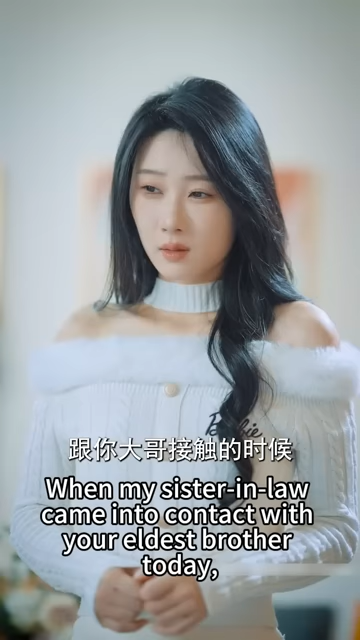 Barbie
跟你大哥接触的时候
When my sister-in-law
came into contact with
your eldest brother
today,